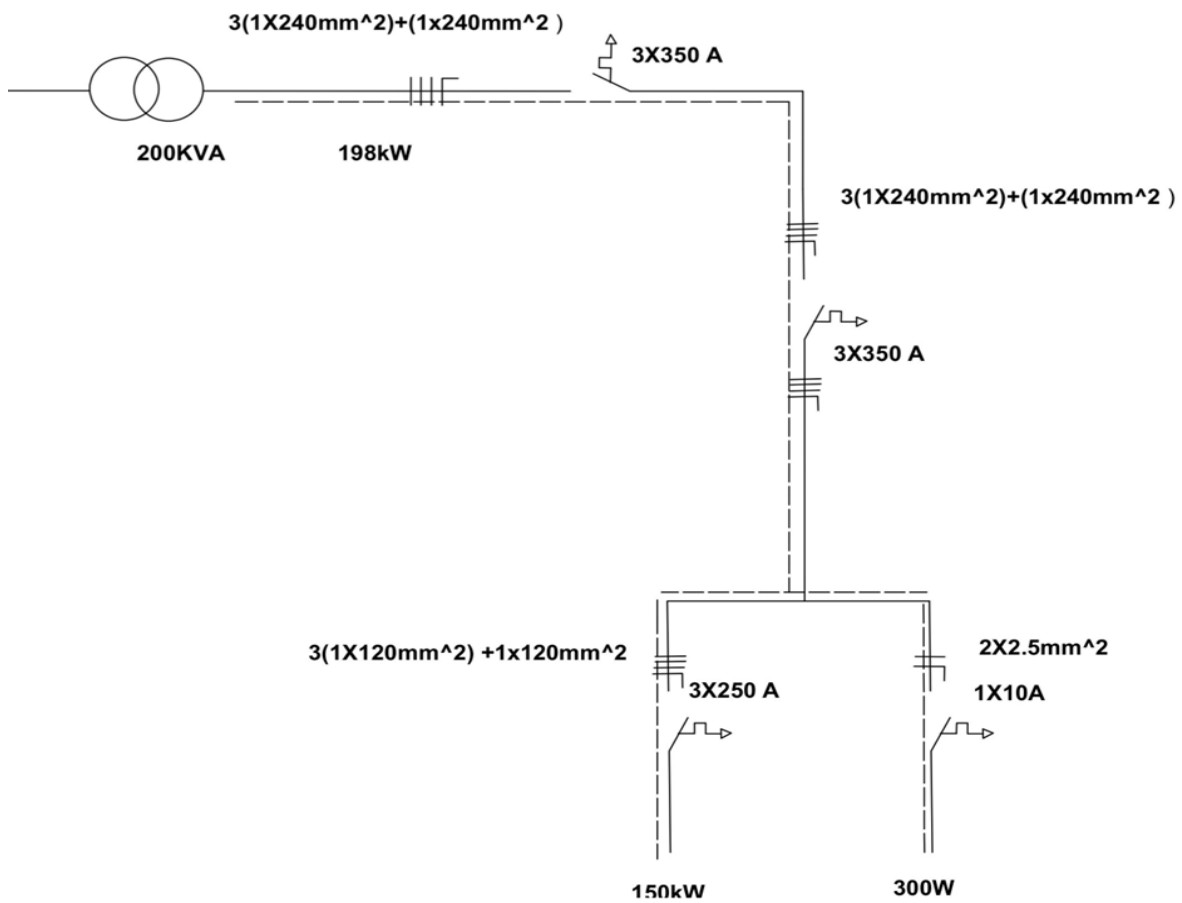 3(1X240mm^2)+(1x240mm^2 )
3X350 A
200KVA
198kW
3(1X240mm^2)+(1x240mm^2 )
3X350 A
3(1X120mm^2) +1x120mm^2
2X2.5mm^2
3X250 A
1X10A
150kW
300W